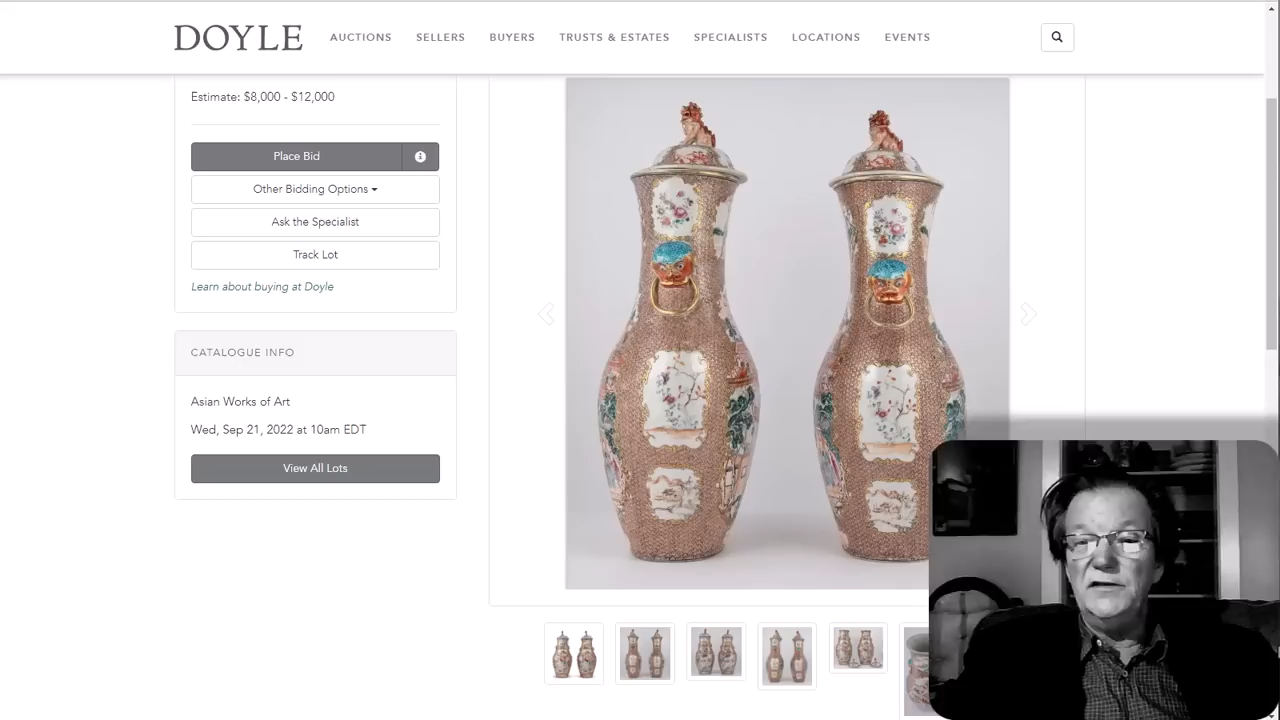 DOYLE
AUCTIONS SELLERS BUYERS TRUSTS & ESTATES SPECIALISTS LOCATIONS EVENTS
Estimate: $8,000 - $12,000
Place Bid
Other Bidding Options
Ask the Specialist
Track Lot
Learn about buying at Doyle
CATALOGUE INFO
Asian Works of Art
Wed, Sep 21, 2022 at 10am EDT
View All Lots